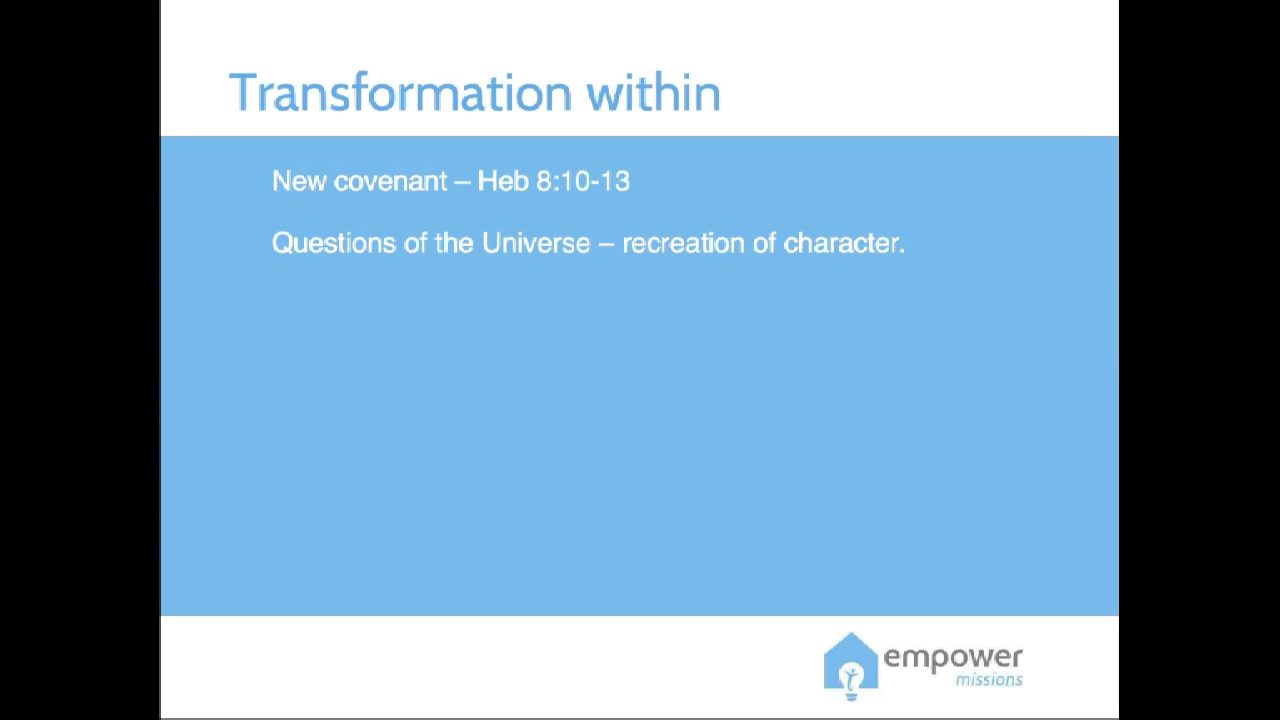 Transformation within
New covenant – Heb 8:10-13
Questions of the Universe – recreation of character.
empower
missions